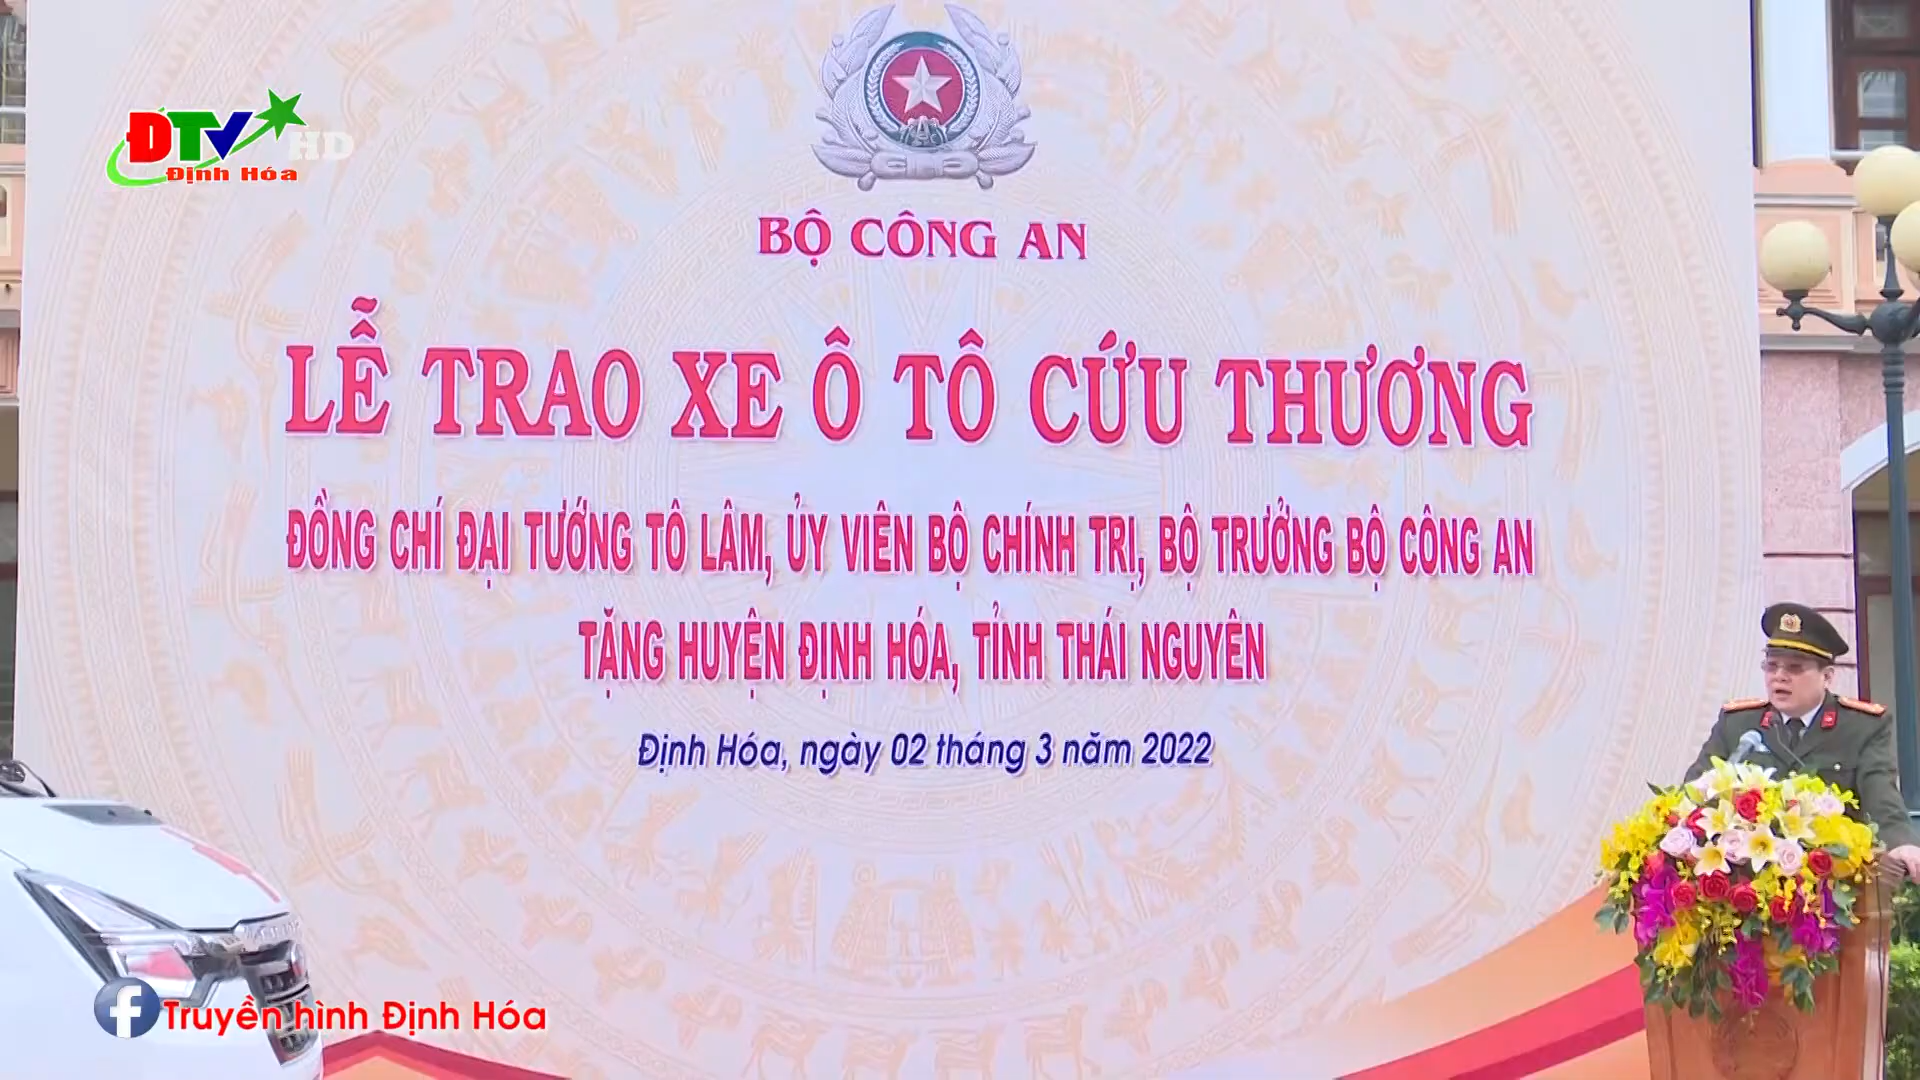 ĐTV HD
Định Hóa
BỘ CÔNG AN
LỄ TRAO XE Ô TÔ CỨU THƯƠNG
ĐỒNG CHÍ ĐẠI TƯỚNG TÔ LÂM, ỦY VIÊN BỘ CHÍNH TRỊ, BỘ TRƯỞNG BỘ CÔNG AN
TẶNG HUYỆN ĐỊNH HÓA, TỈNH THÁI NGUYÊN
Định Hóa, ngày 02 tháng 3 năm 2022
Truyền hình Định Hóa